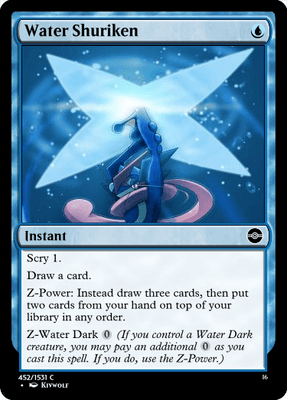 Water Shuriken
Instant
Scry 1.
Draw a card.
Z-Power: Instead draw three cards, then put
two cards from your hand on top of your
library in any order.
Z-Water Dark 0 (If you control a Water Dark
creature, you may pay an additional 0 as you
cast this spell. If you do, use the Z-Power.)
452/1531 C
16
• Kiywolf